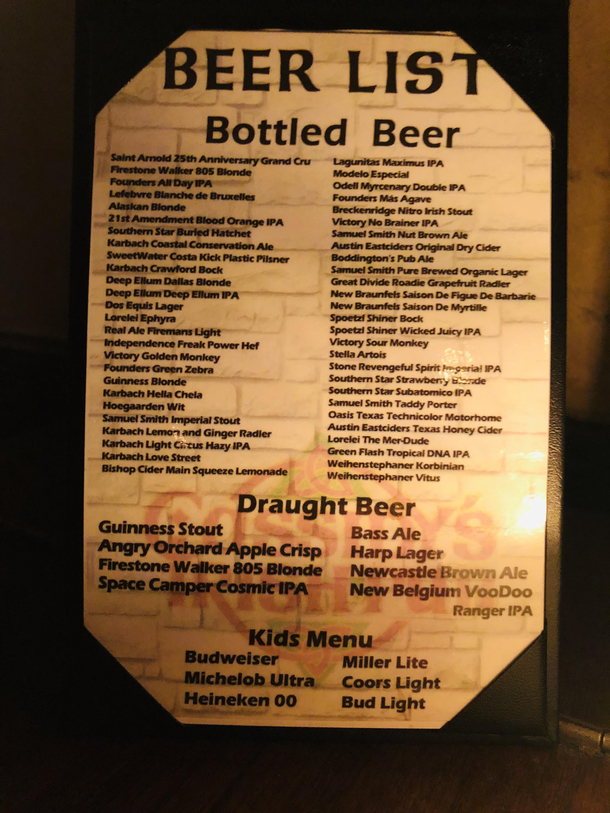 BEER LIST
Bottled Beer
Saint Arnold 25th Anniversary Grand Cru
Firestone Walker 805 Blonde
Founders All Day IPA
Lefebvre Blanche de Bruxelles
Alaskan Blonde
21st Amendment Blood Orange IPA
Southern Star Buried Hatchet
Karbach Coastal Conservation Ale
SweetWater Costa Kick Plastic Pilsner
Karbach Crawford Bock
Deep Ellum Dallas Blonde
Deep Ellum Deep Ellum IPA
Dos Equis Lager
Lorelei Ephyra
Real Ale Firemans Light
Independence Freak Power Hef
Victory Golden Monkey
Founders Green Zebra
Guinness Blonde
Karbach Hella Chela
Hoegaarden Wit
Samuel Smith Imperial Stout
Karbach Lemon and Ginger Radler
Karbach Light Circus Hazy IPA
Karbach Love Street
Bishop Cider Main Squeeze Lemonade
Lagunitas Maximus IPA
Modelo Especial
Odell Myrcenary Double IPA
Founders Más Agave
Breckenridge Nitro Irish Stout
Victory No Brainer IPA
Samuel Smith Nut Brown Ale
Austin Eastciders Original Dry Cider
Boddington's Pub Ale
Samuel Smith Pure Brewed Organic Lager
Great Divide Roadie Grapefruit Radler
New Braunfels Saison De Figue De Barbarie
New Braunfels Saison De Myrtille
Spoetzl Shiner Bock
Spoetzl Shiner Wicked Juicy IPA
Victory Sour Monkey
Stella Artois
Stone Revengeful Spirit Imperial IPA
Southern Star Strawberry Blonde
Southern Star Subatomico IPA
Samuel Smith Taddy Porter
Oasis Texas Technicolor Motorhome
Austin Eastciders Texas Honey Cider
Lorelei The Mer-Dude
Green Flash Tropical DNA IPA
Weihenstephaner Korbinian
Weihenstephaner Vitus
Draught Beer
Guinness Stout
Angry Orchard Apple Crisp
Firestone Walker 805 Blonde
Space Camper Cosmic IPA
Bass Ale
Harp Lager
Newcastle Brown Ale
New Belgium VooDoo
Ranger IPA
Kids Menu
Budweiser
Michelob Ultra
Heineken 00
Miller Lite
Coors Light
Bud Light